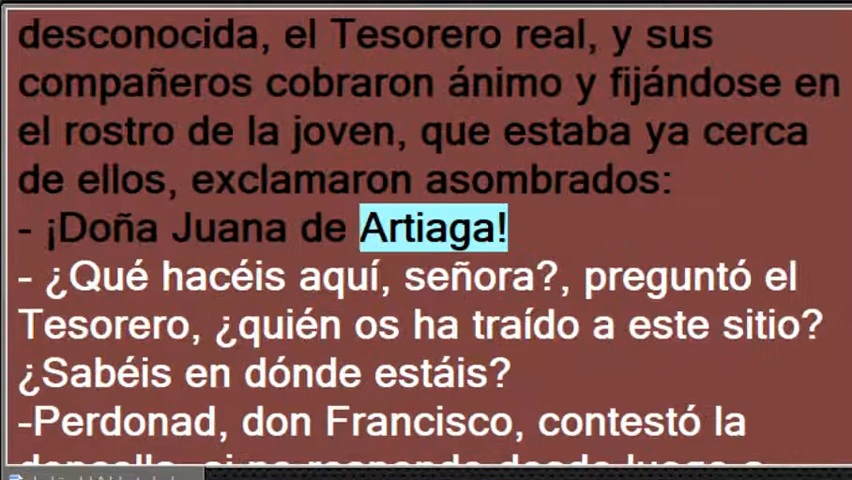 desconocida, el Tesorero real, y sus
compañeros cobraron ánimo y fijándose en
el rostro de la joven, que estaba ya cerca
de ellos, exclamaron asombrados:
- ¡Doña Juana de Artiaga!
- ¿Qué hacéis aquí, señora?, preguntó el
Tesorero, ¿quién os ha traído a este sitio?
¿Sabéis en dónde estáis?
-Perdonad, don Francisco, contestó la